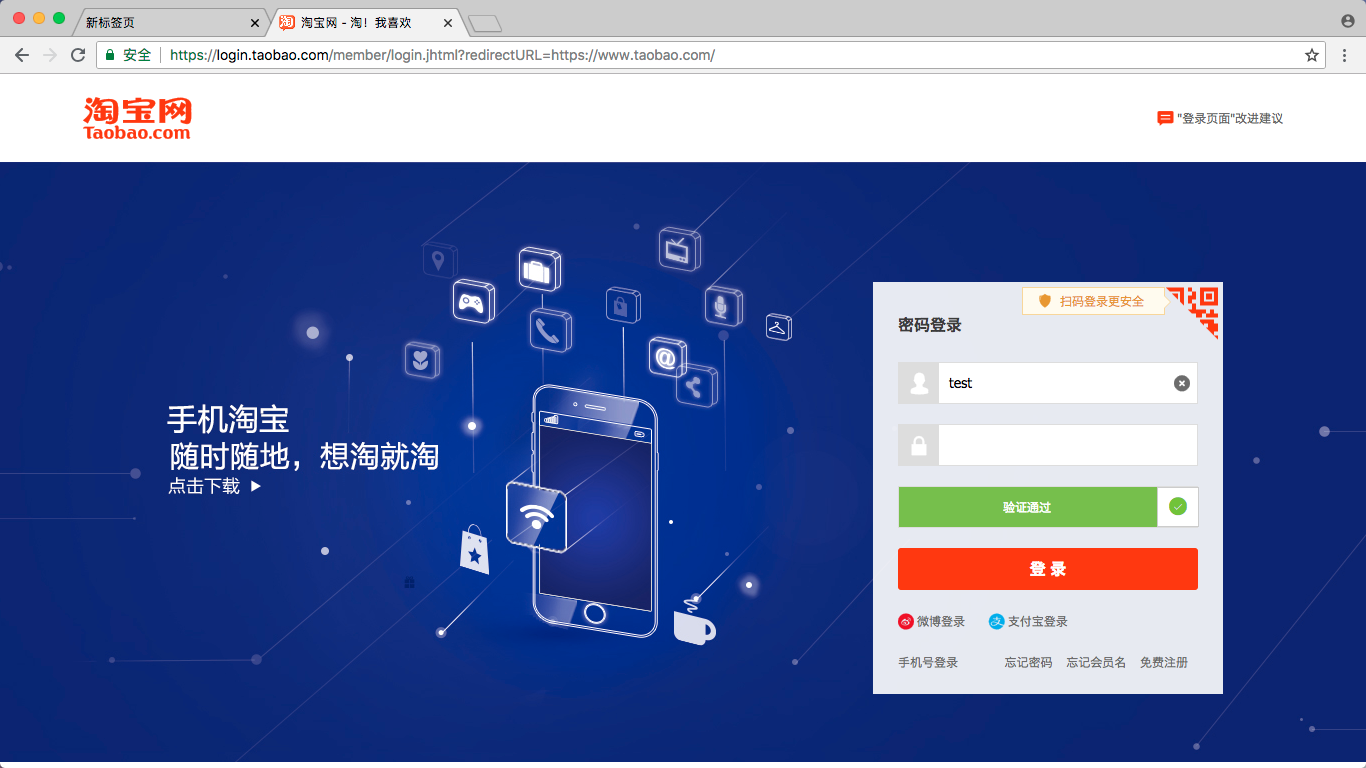 新标签页
淘宝网 - 淘！我喜欢
安全
https://login.taobao.com/member/login.jhtml?redirectURL=https://www.taobao.com/
淘宝网
Taobao.com
"登录页面"改进建议
扫码登录更安全
密码登录
test
手机淘宝
随时随地，想淘就淘
点击下载
验证通过
登 录
微博登录 支付宝登录
手机号登录 忘记密码 忘记会员名 免费注册